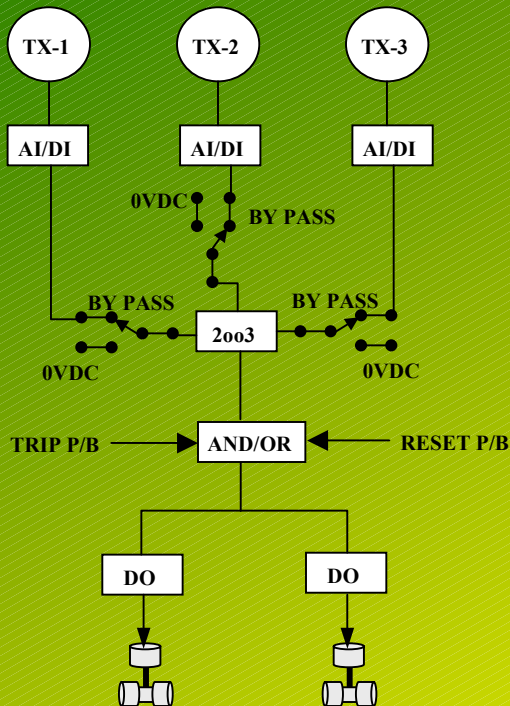 TX-1
TX-2
TX-3
AI/DI
AI/DI
AI/DI
0VDC
BY PASS
BY PASS
BY PASS
2oo3
0VDC
0VDC
TRIP P/B
AND/OR
RESET P/B
DO
DO